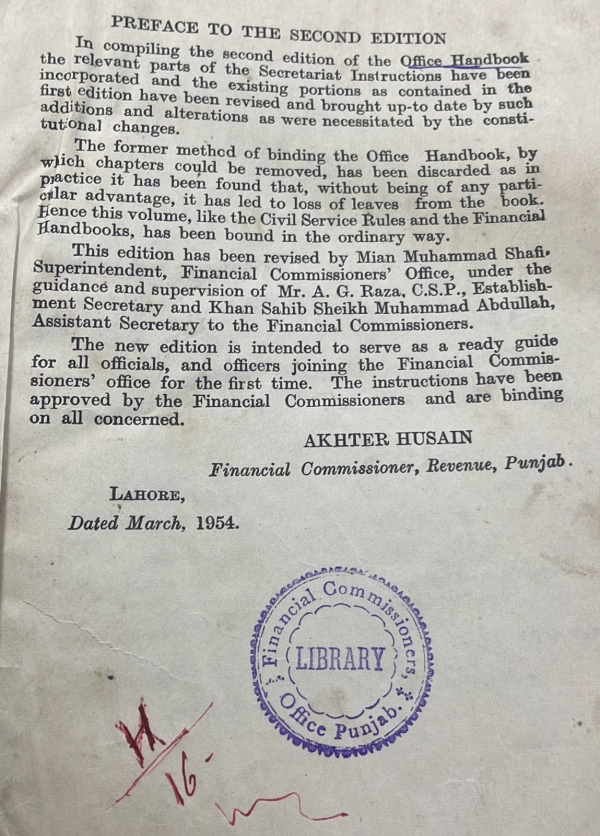 PREFACE TO THE SECOND EDITION
In compiling the second edition of the Office Handbook
the relevant parts of the Secretariat Instructions have been
incorporated and the existing portions as contained in the
first edition have been revised and brought up-to date by such
additions and alterations as were necessitated by the consti-
tutional changes.
The former method of binding the Office Handbook, by
which chapters could be removed, has been discarded as in
practice it has been found that, without being of any parti-
cular advantage, it has led to loss of leaves from the book.
Hence this volume, like the Civil Service Rules and the Financial
Handbooks, has been bound in the ordinary way.
This edition has been revised by Mian Muhammad Shafi,
Superintendent, Financial Commissioners' Office, under the
guidance and supervision of Mr. A. G. Raza, C.S.P., Establish-
ment Secretary and Khan Sahib Sheikh Muhammad Abdullah,
Assistant Secretary to the Financial Commissioners.
The new edition is intended to serve as a ready guide
for all officials, and officers joining the Financial Commis-
sioners' office for the first time. The instructions have been
approved by the Financial Commissioners and are binding
on all concerned.
AKHTER HUSAIN
Financial Commissioner, Revenue, Punjab.
LAHORE,
Dated March, 1954.
Financial Commissioners,
LIBRARY
Office Punjab.
16-